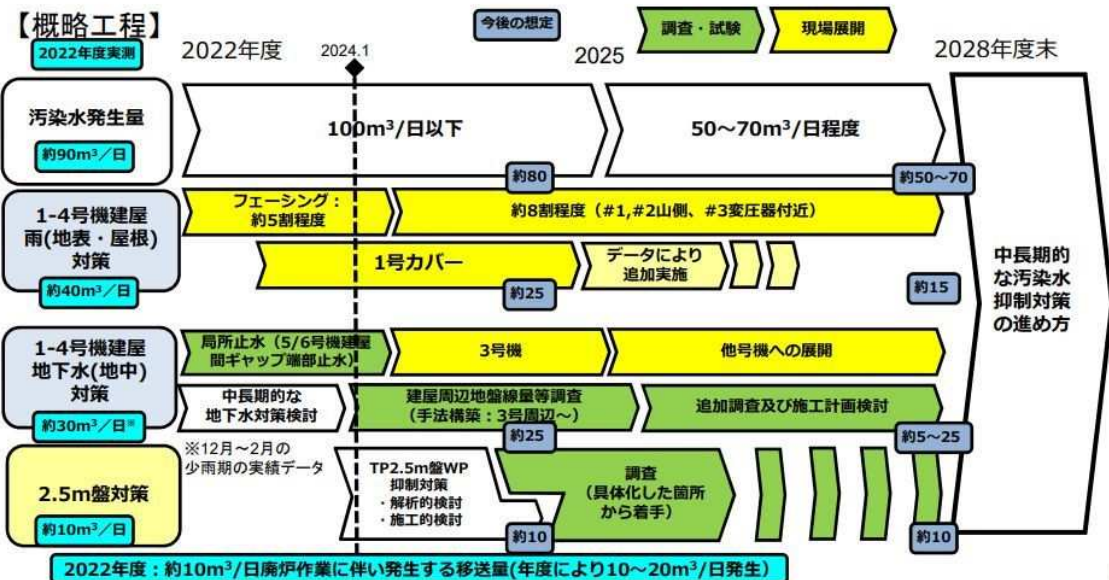 【概略工程】
今後の想定
調査・試験
現場展開
2022年度実測
2022年度
2024.1
2025
2028年度末
汚染水発生量
約90m³／日
100m³/日以下
50～70m³/日程度
約80
約50～70
1-4号機建屋
雨(地表・屋根)
対策
約40m³／日
フェーシング：
約5割程度
約8割程度（#1,#2山側、#3変圧器付近）
1号カバー
データにより
追加実施
約25
約15
中長期的
な汚染水
抑制対策
の進め方
1-4号機建屋
地下水(地中)
対策
約30m³／日※
局所止水（5/6号機建屋
間ギャップ端部止水）
3号機
他号機への展開
中長期的な
地下水対策検討
建屋周辺地盤線量等調査
（手法構築：3号周辺～）
追加調査及び施工計画検討
約25
約5～25
※12月～2月の
少雨期の実績データ
2.5m盤対策
約10m³／日
TP2.5m盤WP
抑制対策
・解析的検討
・施工的検討
調査
（具体化した箇所
から着手）
約10
約10
2022年度：約10m³/日廃炉作業に伴い発生する移送量(年度により10～20m³/日発生）